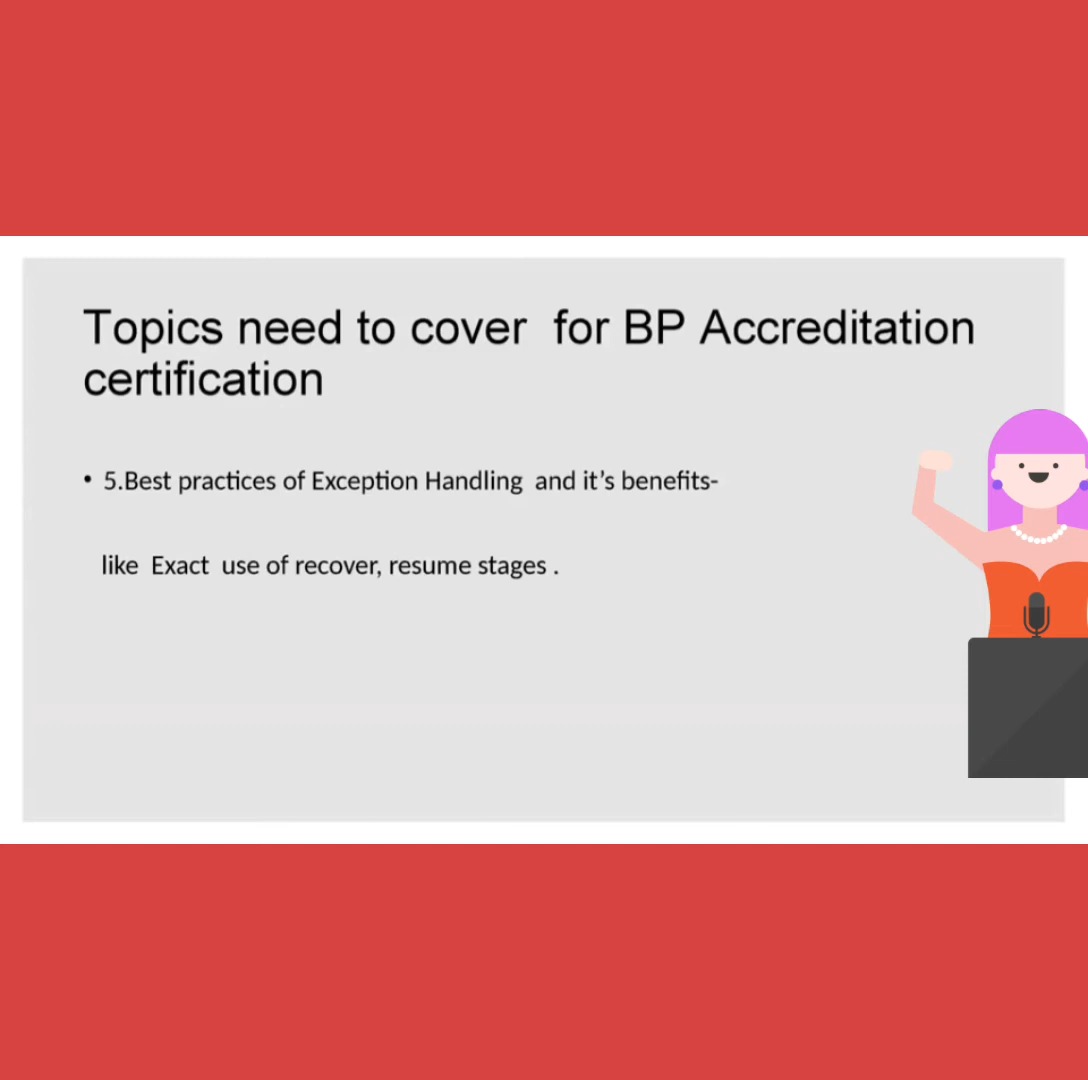 Topics need to cover  for BP Accreditation
certification
• 5.Best practices of Exception Handling  and it’s benefits-
like  Exact  use of recover, resume stages .